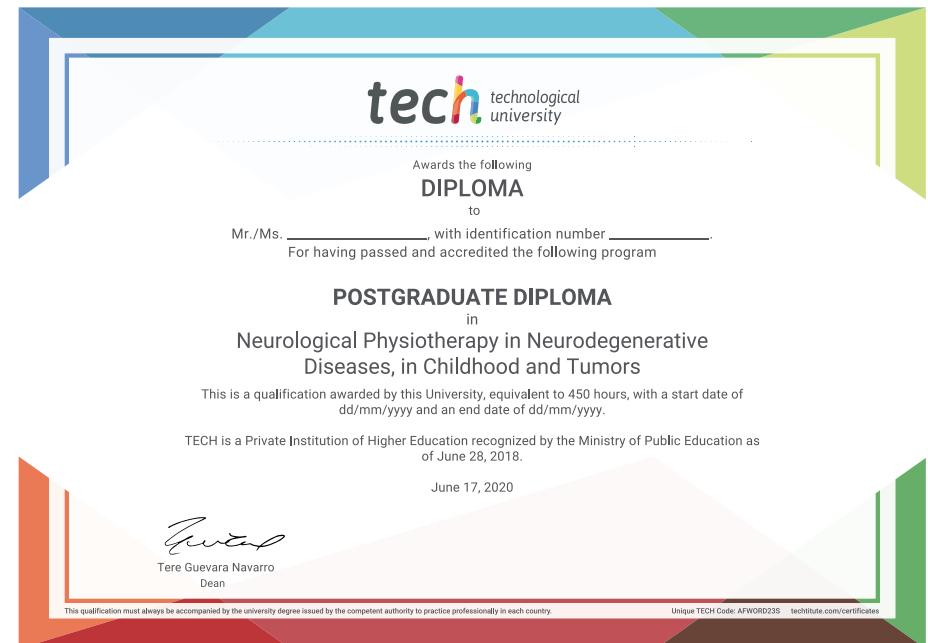 tech technological
university
Awards the following
DIPLOMA
to
Mr./Ms. ____________________, with identification number ______________.
For having passed and accredited the following program
POSTGRADUATE DIPLOMA
in
Neurological Physiotherapy in Neurodegenerative
Diseases, in Childhood and Tumors
This is a qualification awarded by this University, equivalent to 450 hours, with a start date of
dd/mm/yyyy and an end date of dd/mm/yyyy.
TECH is a Private Institution of Higher Education recognized by the Ministry of Public Education as
of June 28, 2018.
June 17, 2020
Tere Guevara Navarro
Dean
This qualification must always be accompanied by the university degree issued by the competent authority to practice professionally in each country. Unique TECH Code: AFWORD23S techtitute.com/certificates